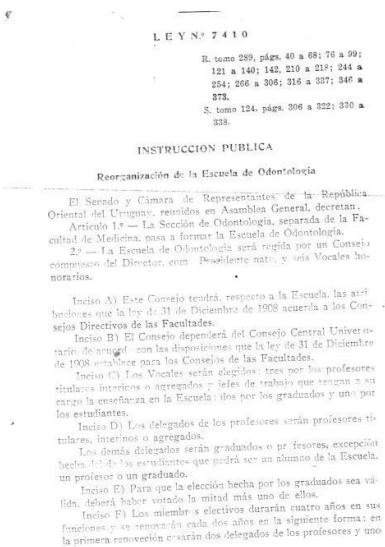 LEY N.º 7410
R. tomo 289, págs. 40 a 68; 76 a 99;
121 a 140; 142, 210 a 218; 244 a
254; 266 a 306; 316 a 337; 346 a
373.
S. tomo 124. págs. 306 a 322; 330 a
338.
INSTRUCCION PUBLICA
Reorganización de la Escuela de Odontología
El Senado y Cámara de Representantes de la República
Oriental del Uruguay, reunidos en Asamblea General, decretan.
Artículo 1.º — La Sección de Odontología, separada de la Fa-
cultad de Medicina, pasa a formar la Escuela de Odontología.
2.º — La Escuela de Odontología será regida por un Consejo
compuesto del Director, com Presidente nato, y seis Vocales ho-
norarios.
Inciso A) Este Consejo tendrá, respecto a la Escuela, las atri
buciones que la ley de 31 de Diciembre de 1908 acuerda a los Con-
sejos Directivos de las Facultades.
Inciso B) El Consejo dependerá del Consejo Central Univer-
tario, de acuerd con las disposiciones que la ley de 31 de Diciembre
de 1908 establece para los Consejos de las Facultades.
Inciso C) Los Vocales serán elegidos: tres por los profesores
titulares interinos o agregados y jefes de trabajo que tengan a su
cargo la enseñanza en la Escuela: dos por los graduados y uno por
los estudiantes.
Inciso D) Los delegados de los profesores serán profesores ti-
tulares, interinos o agregados.
Los demás delegados serán graduados o pr fesores, excepción
hecha del de los estudiantes que podrá ser un alumno de la Escuela,
un profesor o un graduado.
Inciso E) Para que la elección hecha por los graduados sea vá-
lida, deberá haber votado la mitad más uno de ellos.
Inciso F) Los miembr s electivos durarán cuatro años en sus
funciones y se renovarán cada dos años en la siguiente forma: en
la primera renoveción cesarán dos delegados de los profesores y uno